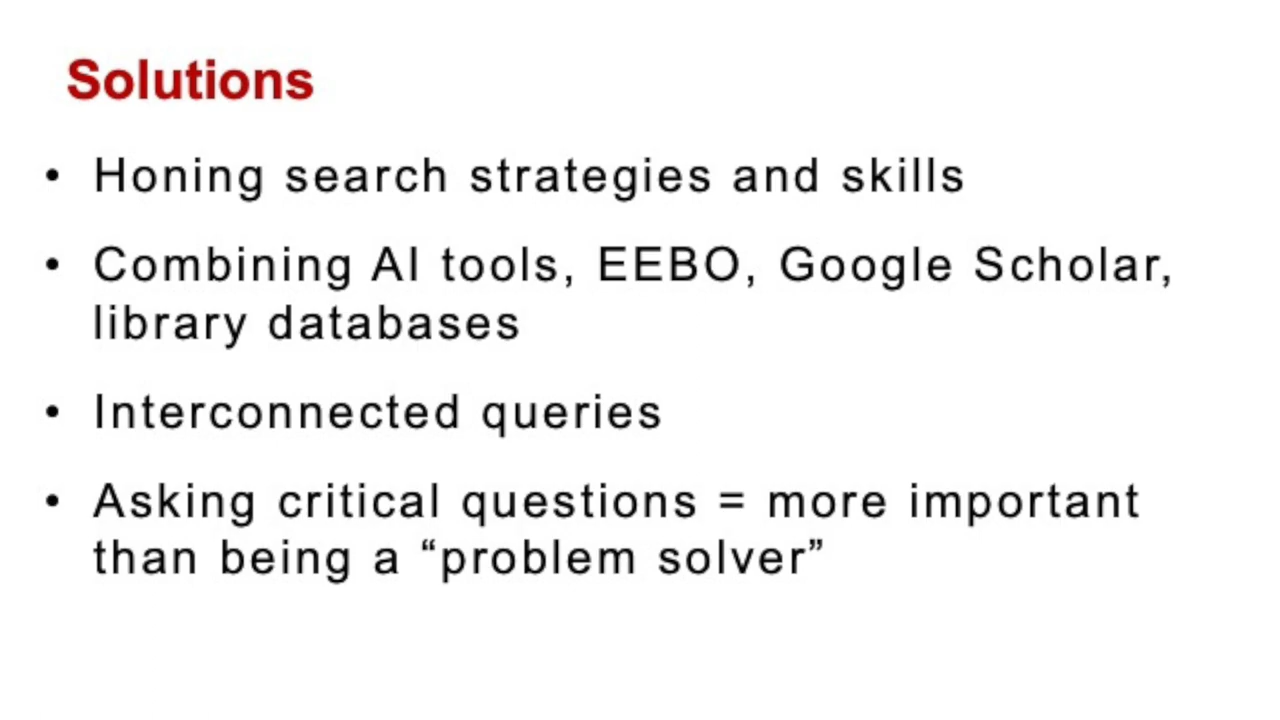 Solutions
• Honing search strategies and skills
• Combining AI tools, EEBO, Google Scholar,
library databases
• Interconnected queries
• Asking critical questions = more important
than being a “problem solver”